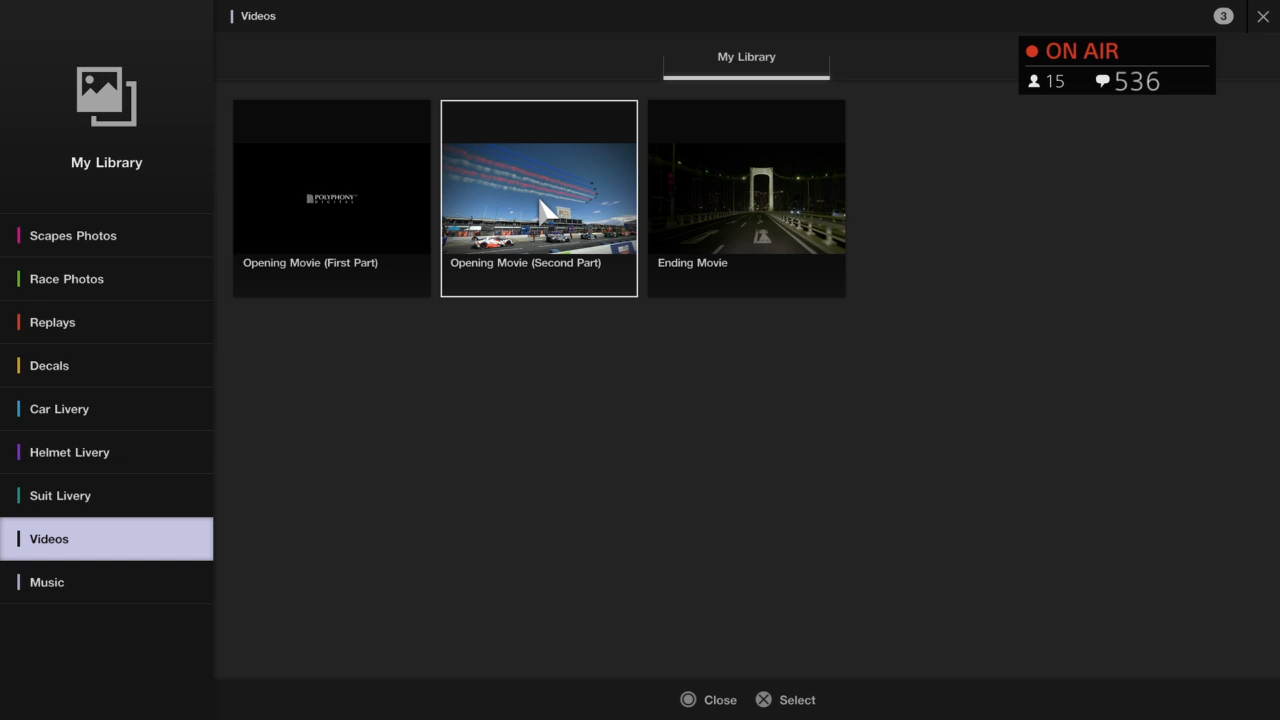 Videos
3
My Library
ON AIR
15
536
My Library
POLYPHONY
DIGITAL
Opening Movie (First Part)
Opening Movie (Second Part)
Ending Movie
Scapes Photos
Race Photos
Replays
Decals
Car Livery
Helmet Livery
Suit Livery
Videos
Music
Close
Select